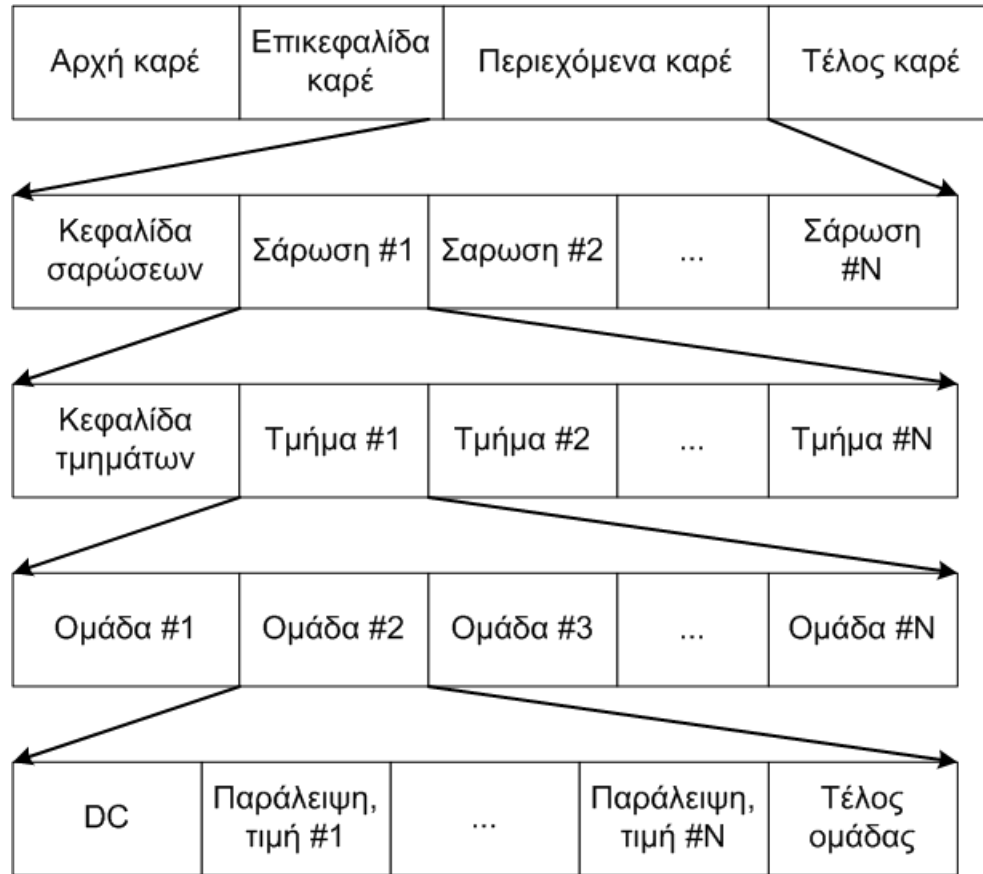 Αρχή καρέ
Επικεφαλίδα
καρέ
Περιεχόμενα καρέ
Τέλος καρέ
Κεφαλίδα
σαρώσεων
Σάρωση #1
Σαρωση #2
...
Σάρωση
#N
Κεφαλίδα
τμημάτων
Τμήμα #1
Τμήμα #2
...
Τμήμα #N
Ομάδα #1
Ομάδα #2
Ομάδα #3
...
Ομάδα #N
DC
Παράλειψη,
τιμή #1
...
Παράλειψη,
τιμή #N
Τέλος
ομάδας